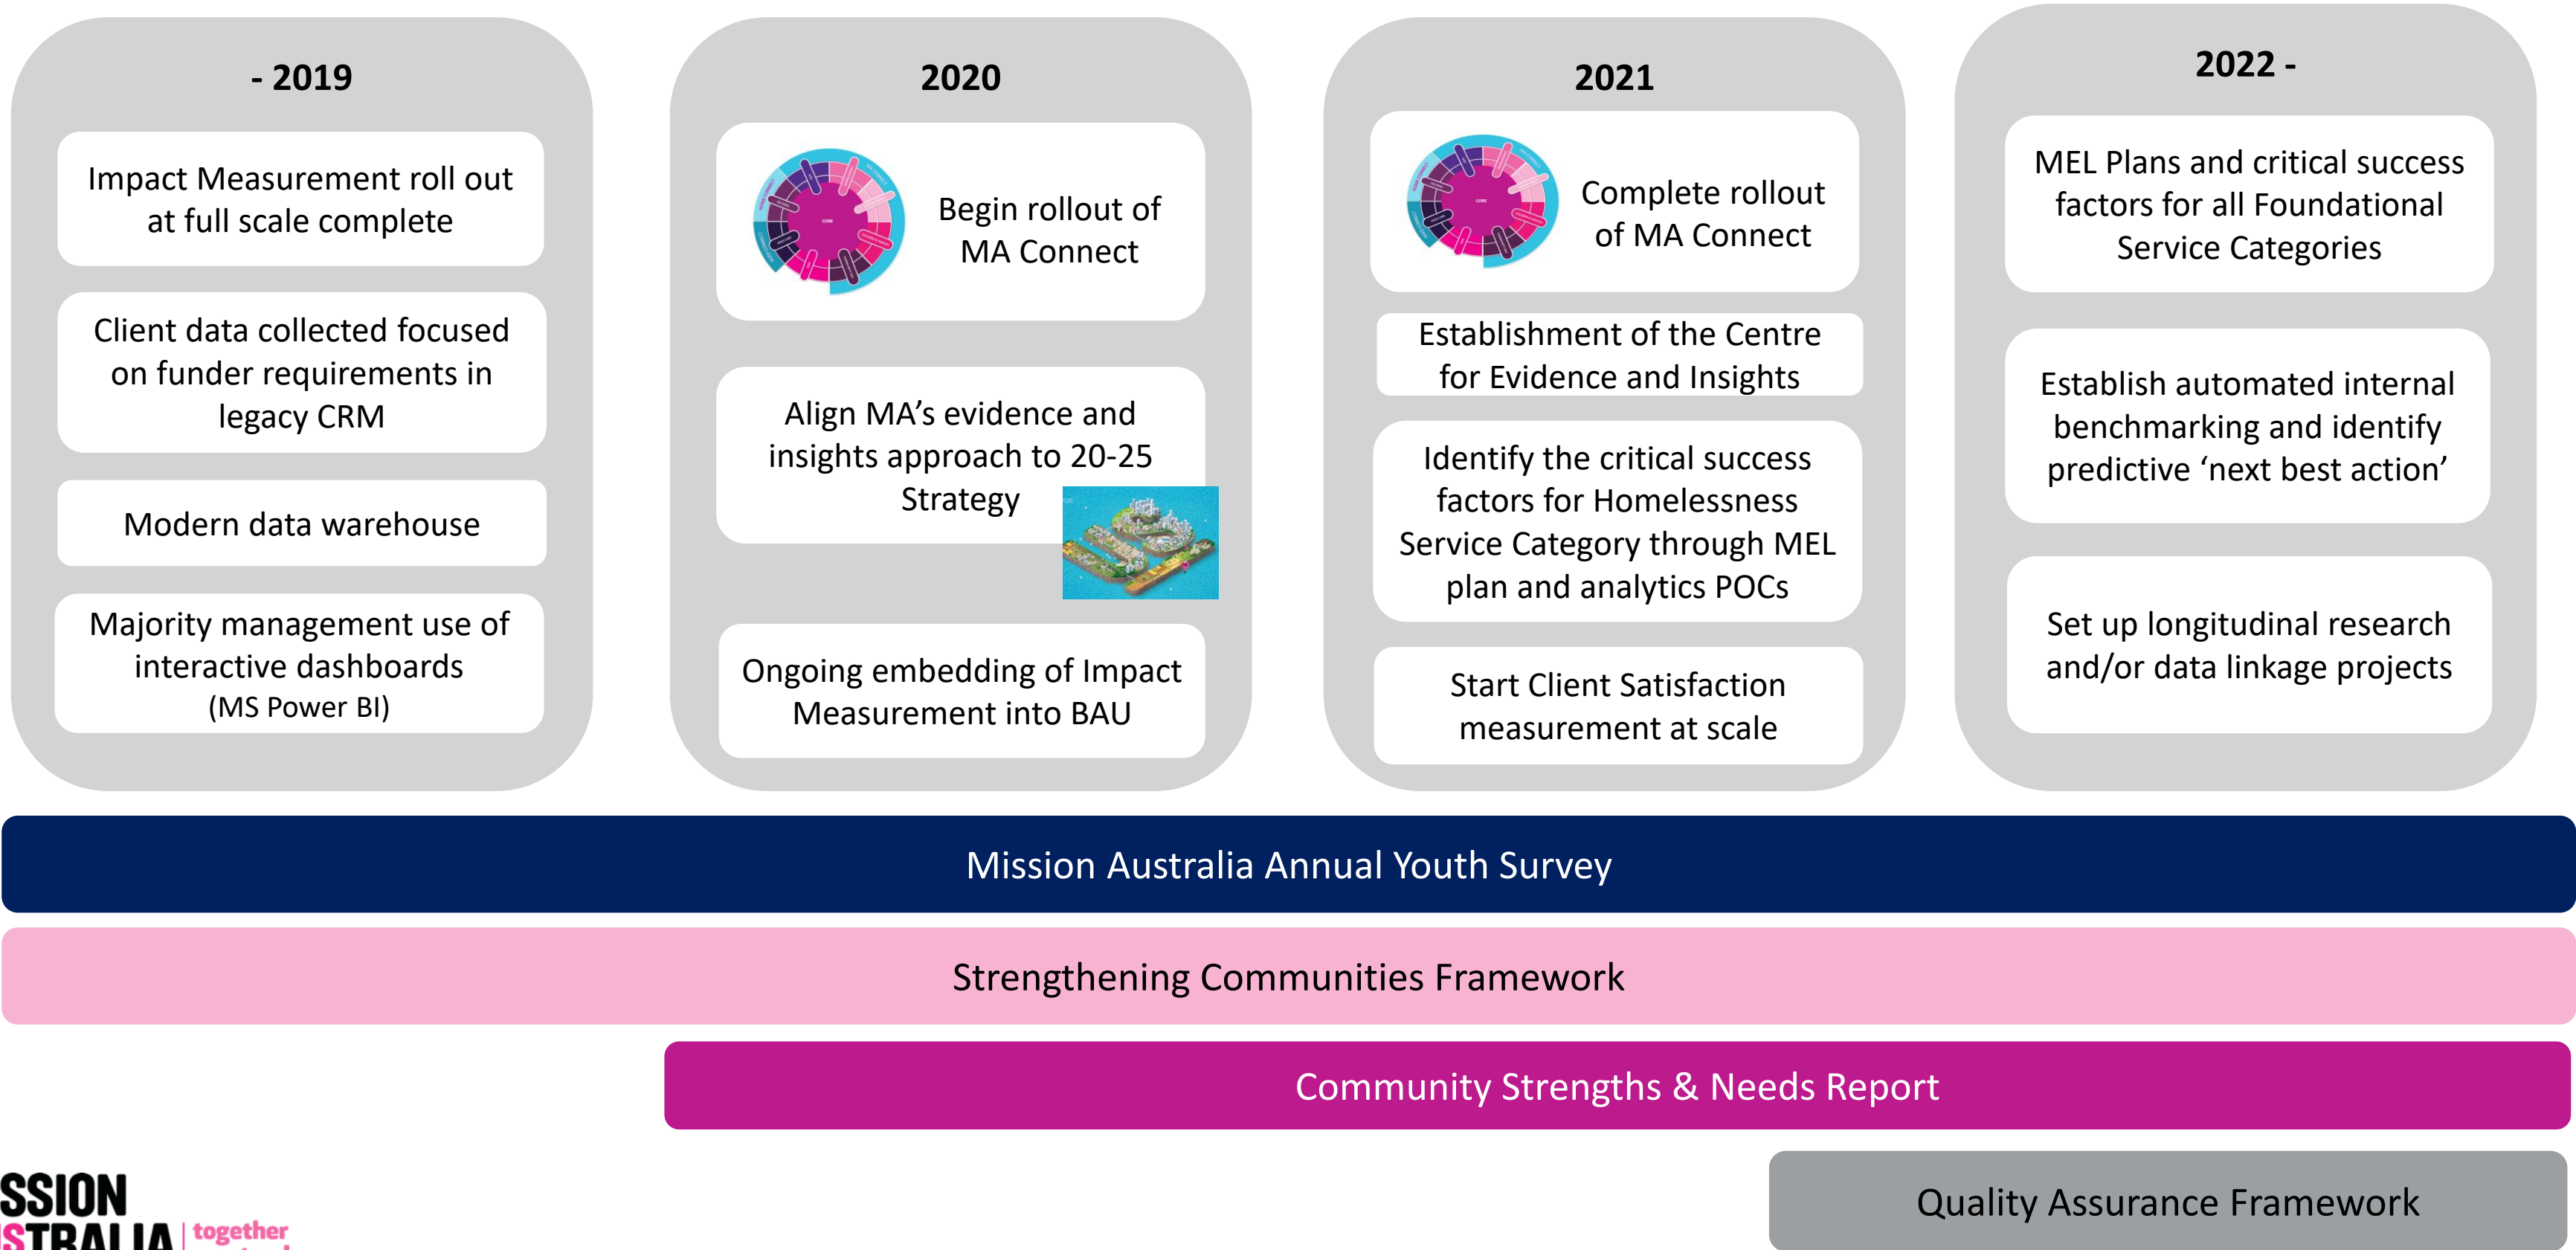 - 2019
Impact Measurement roll out
at full scale complete
Client data collected focused
on funder requirements in
legacy CRM
Modern data warehouse
Majority management use of
interactive dashboards
(MS Power BI)
2020
CORE
Begin rollout of
MA Connect
Align MA’s evidence and
insights approach to 20-25
Strategy
Ongoing embedding of Impact
Measurement into BAU
2021
CORE
Complete rollout
of MA Connect
Establishment of the Centre
for Evidence and Insights
Identify the critical success
factors for Homelessness
Service Category through MEL
plan and analytics POCs
Start Client Satisfaction
measurement at scale
2022 -
MEL Plans and critical success
factors for all Foundational
Service Categories
Establish automated internal
benchmarking and identify
predictive ‘next best action’
Set up longitudinal research
and/or data linkage projects
Mission Australia Annual Youth Survey
Strengthening Communities Framework
Community Strengths & Needs Report
Quality Assurance Framework
SSION
STRALIA
together